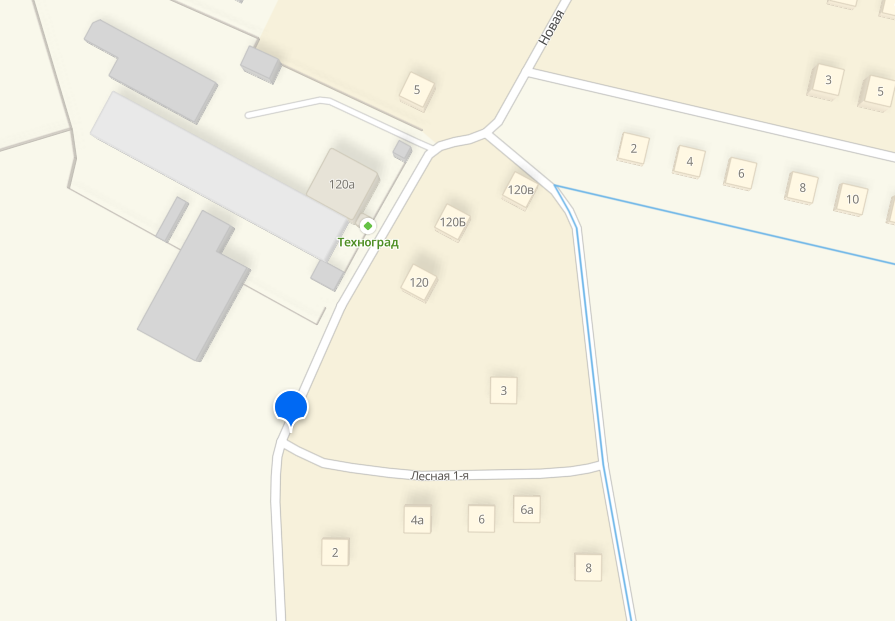 Новая
3
5
5
2
4
6
8
10
120а
120в
120Б
Техноград
120
3
Лесная 1-я
4а
6
6а
2
8